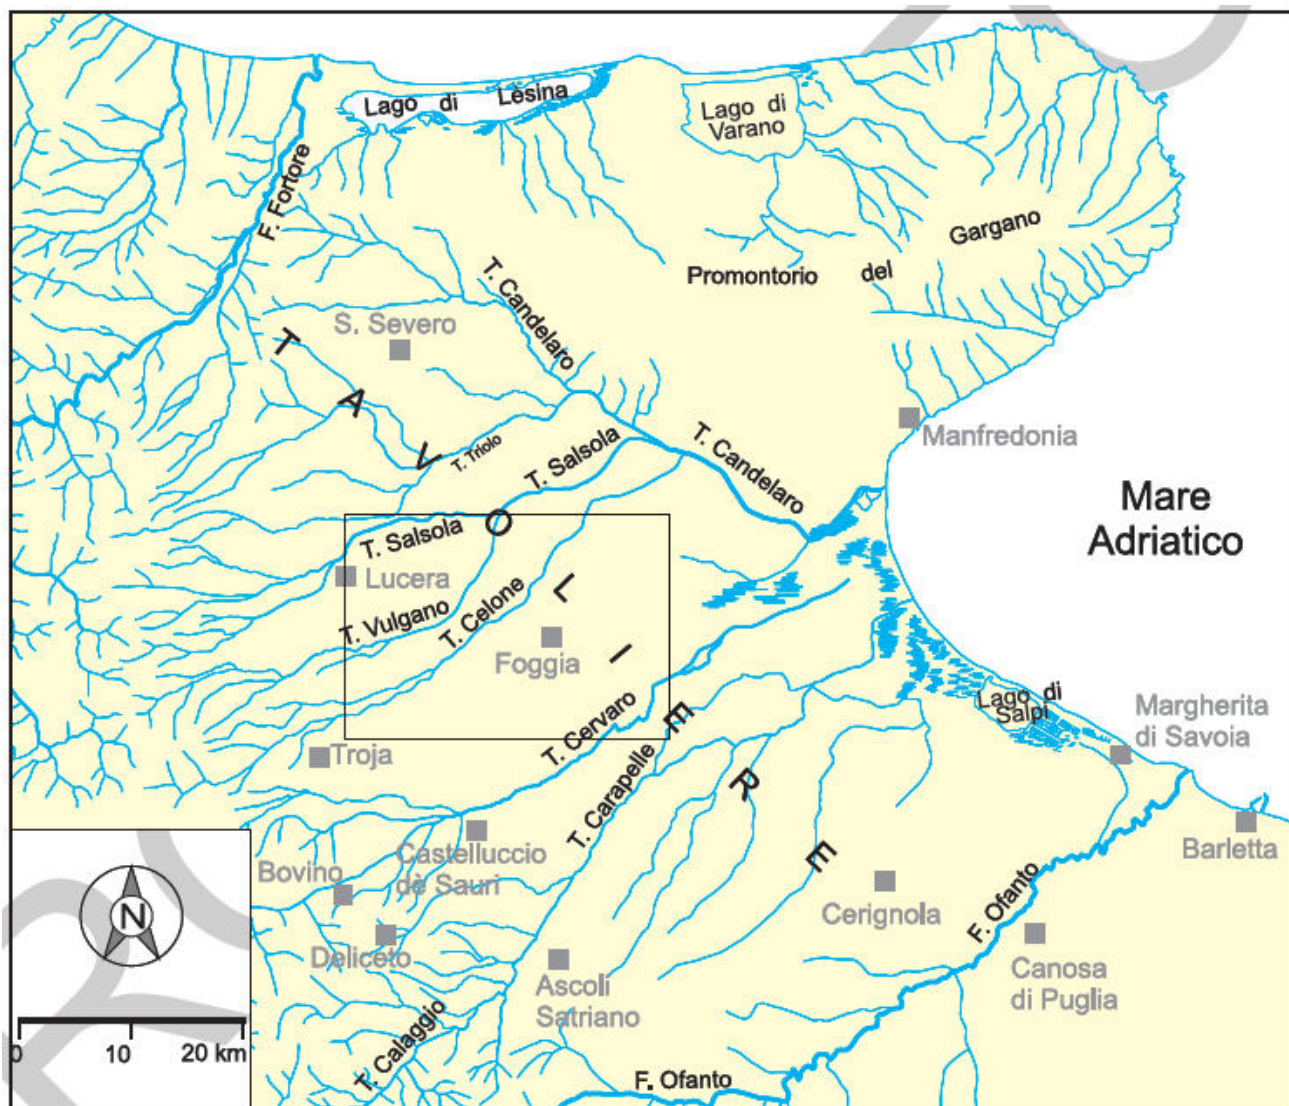 Lago di Lèsina
Lago di
Varano
F. Fortore
Gargano
Promontorio del
T. Candelaro
S. Severo
TAVOLIERE
T. Triolo
T. Salsola
T. Candelaro
Manfredonia
Mare
Adriatico
T. Salsola
Lucera
T. Vulgano
T. Celone
Foggia
Lago di
Salpi
Margherita
di Savoia
T. Cervaro
Troja
T. Carapelle
Barletta
Castelluccio
dè Sauri
Bovino
Deliceto
Cerignola
F. Ofanto
Canosa
di Puglia
Ascoli
Satriano
T. Calaggio
F. Ofanto
N
0 10 20 km